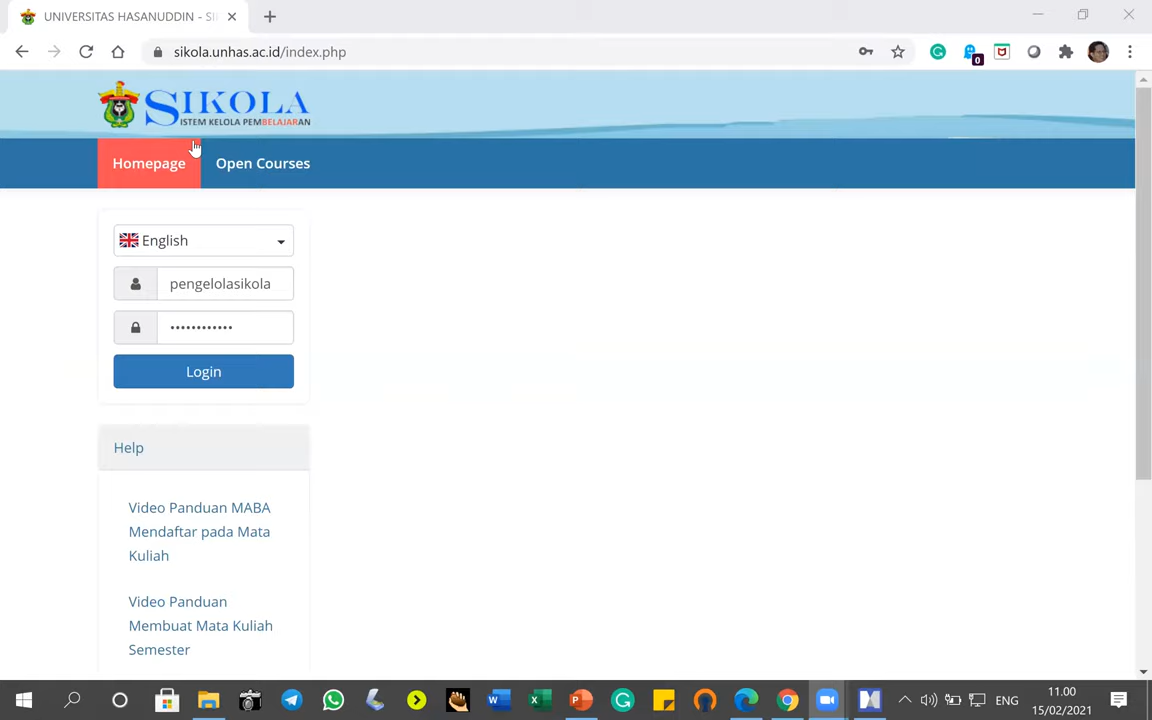 UNIVERSITAS HASANUDDIN - SI
sikola.unhas.ac.id/index.php
0
SIKOLA
ISTEM KELOLA PEMBELAJARAN
Homepage
Open Courses
English
pengelolasikola
••••••••••••
Login
Help
Video Panduan MABA
Mendaftar pada Mata
Kuliah
Video Panduan
Membuat Mata Kuliah
Semester
ENG
11.00
15/02/2021